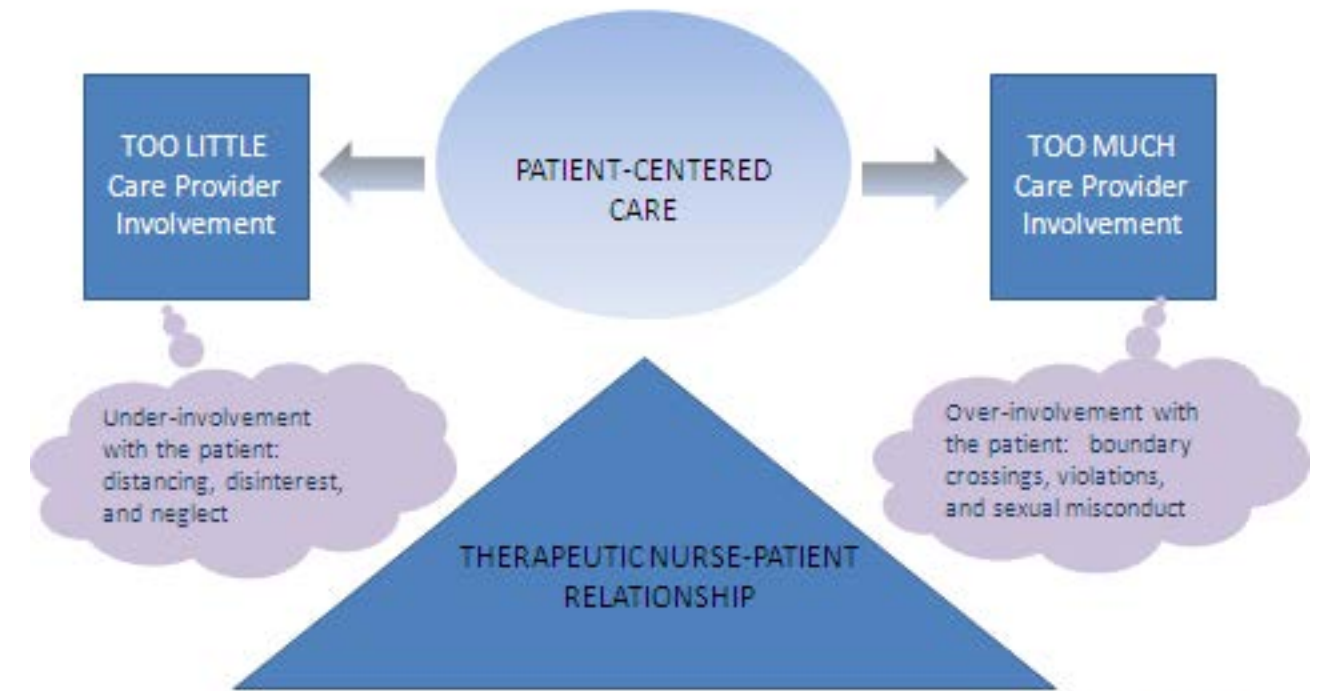 TOO LITTLE
Care Provider
Involvement
PATIENT-CENTERED
CARE
TOO MUCH
Care Provider
Involvement
Under-involvement
with the patient:
distancing, disinterest,
and neglect
Over-involvement with
the patient: boundary
crossings, violations,
and sexual misconduct
THERAPEUTIC NURSE-PATIENT
RELATIONSHIP